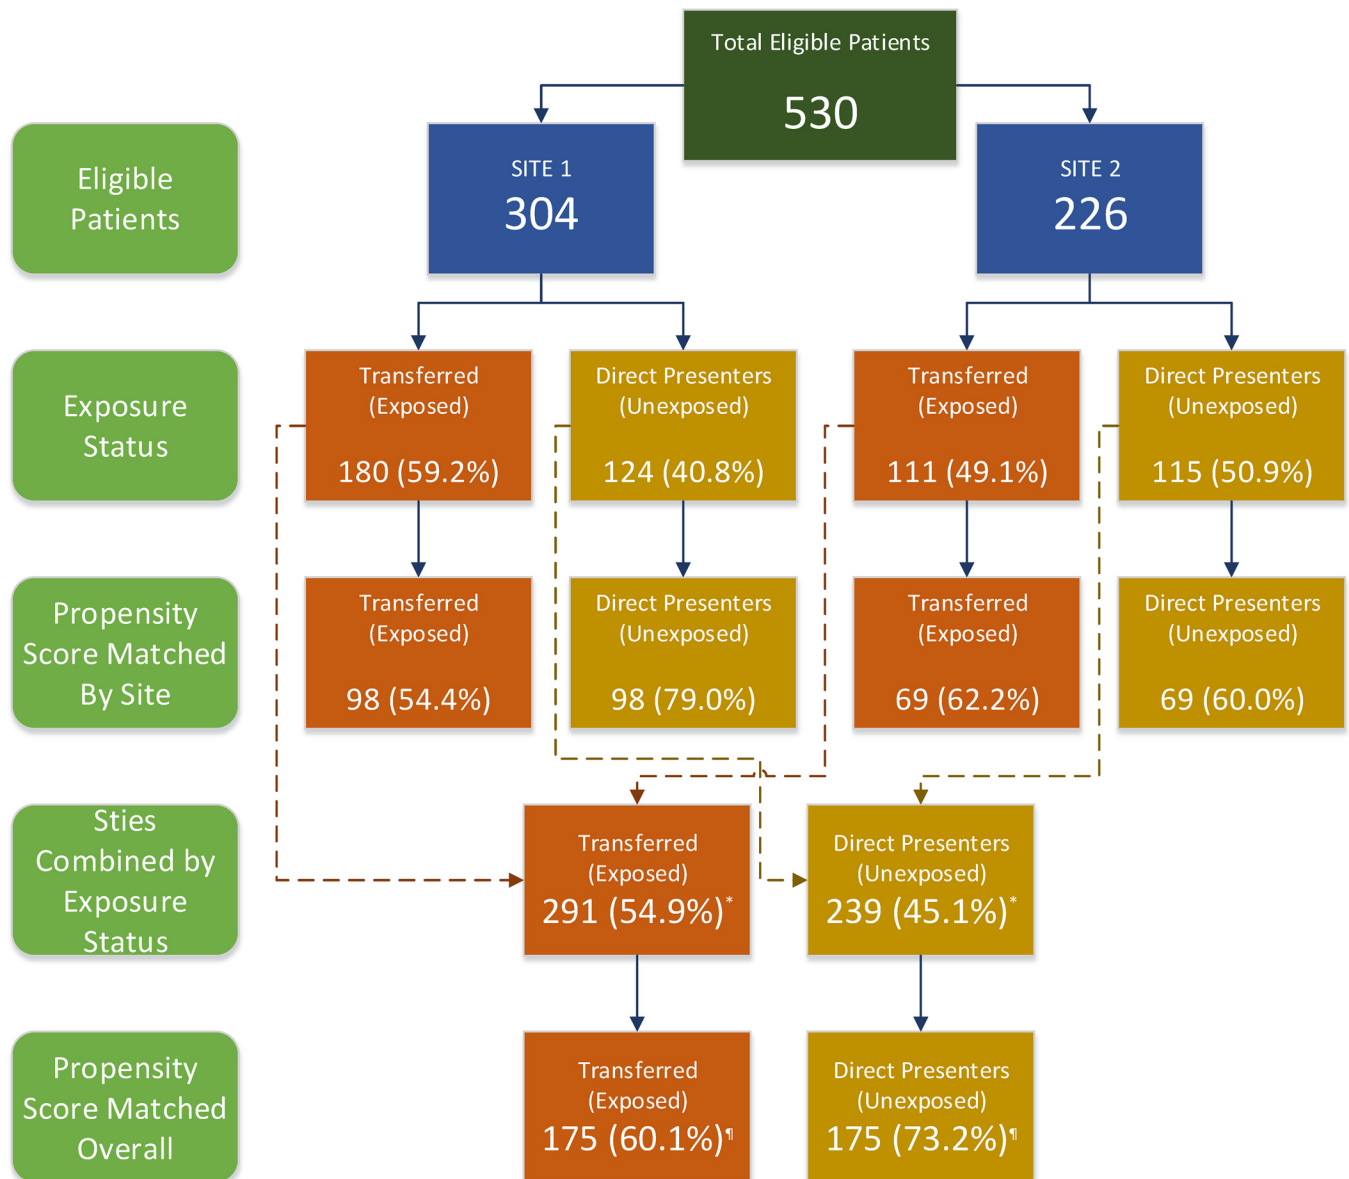 Total Eligible Patients
530
Eligible
Patients
SITE 1
304
SITE 2
226
Exposure
Status
Transferred
(Exposed)
180 (59.2%)
Direct Presenters
(Unexposed)
124 (40.8%)
Transferred
(Exposed)
111 (49.1%)
Direct Presenters
(Unexposed)
115 (50.9%)
Propensity
Score Matched
By Site
Transferred
(Exposed)
98 (54.4%)
Direct Presenters
(Unexposed)
98 (79.0%)
Transferred
(Exposed)
69 (62.2%)
Direct Presenters
(Unexposed)
69 (60.0%)
Sties
Combined by
Exposure
Status
Transferred
(Exposed)
291 (54.9%)*
Direct Presenters
(Unexposed)
239 (45.1%)*
Propensity
Score Matched
Overall
Transferred
(Exposed)
175 (60.1%)¶
Direct Presenters
(Unexposed)
175 (73.2%)¶